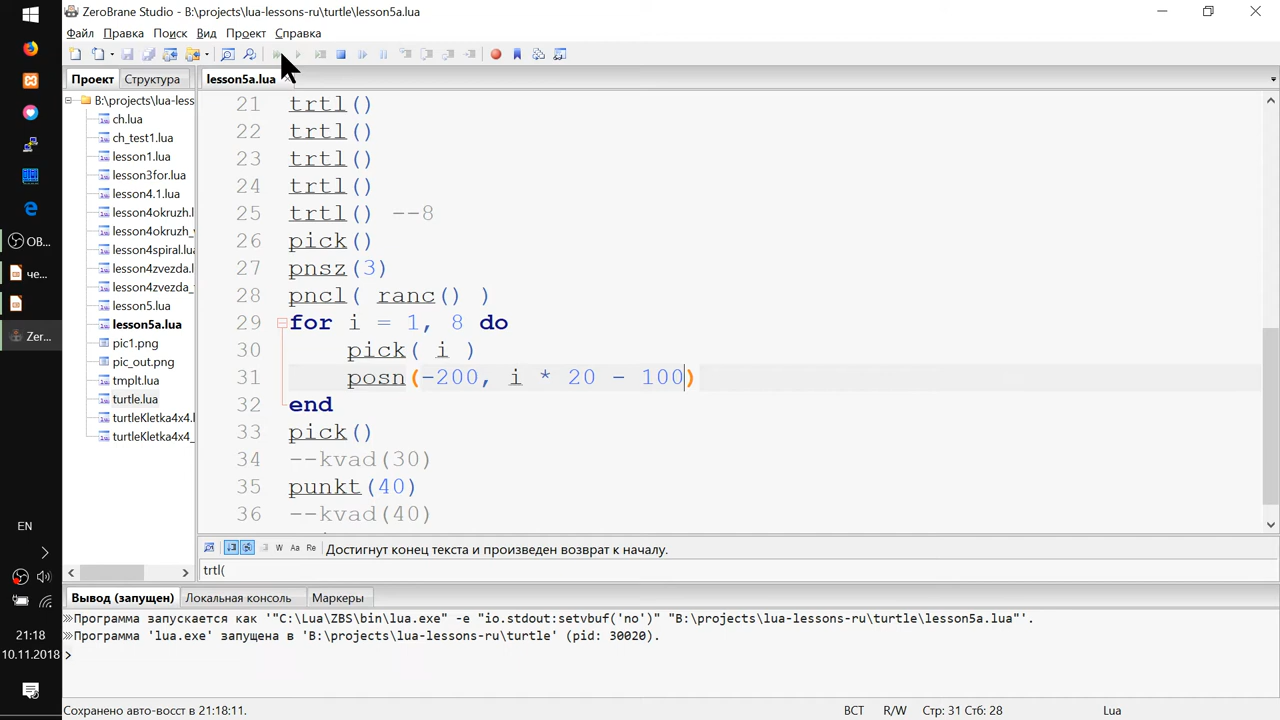 ZeroBrane Studio - B:\projects\lua-lessons-ru\turtle\lesson5a.lua
Файл Правка Поиск Вид Проект Справка
Проект Структура
lesson5a.lua
B:\projects\lua-less
ch.lua
ch_test1.lua
lesson1.lua
lesson3for.lua
lesson4.1.lua
lesson4okruzh.l
lesson4okruzh_
lesson4spiral.lua
lesson4zvezda.l
lesson4zvezda_
lesson5.lua
lesson5a.lua
pic1.png
pic_out.png
tmplt.lua
turtle.lua
turtleKletka4x4.l
turtleKletka4x4_
21 trtl()
22 trtl()
23 trtl()
24 trtl()
25 trtl() --8
26 pick()
27 pnsz(3)
28 pncl( ranc() )
29 for i = 1, 8 do
30 pick( i )
31 posn(-200, i * 20 - 100)
32 end
33 pick()
34 --kvad(30)
35 punkt(40)
36 --kvad(40)
W Aa Re Достигнут конец текста и произведен возврат к началу.
trtl(
Вывод (запущен) Локальная консоль Маркеры
Программа запускается как '"C:\Lua\ZBS\bin\lua.exe" -e "io.stdout:setvbuf('no')" "B:\projects\lua-lessons-ru\turtle\lesson5a.lua"'.
Программа 'lua.exe' запущена в 'B:\projects\lua-lessons-ru\turtle' (pid: 30020).
Сохранено авто-восст в 21:18:11.
ВСТ R/W Стр: 31 Стб: 28 Lua
OB...
че...
Zer...
EN
21:18
10.11.2018